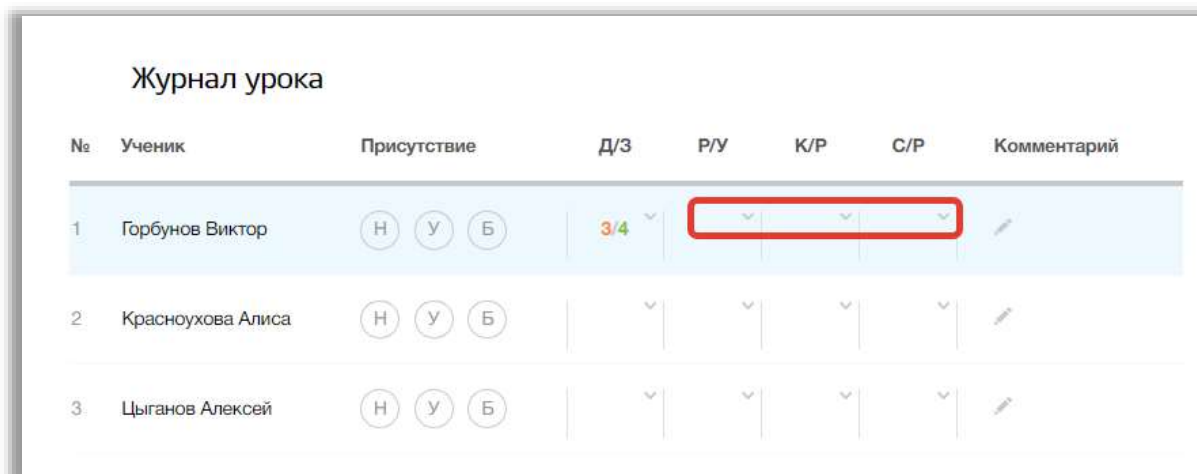 Журнал урока
№ Ученик Присутствие Д/З Р/У К/Р С/Р Комментарий
1 Горбунов Виктор Н У Б 3/4
2 Красноухова Алиса Н У Б
3 Цыганов Алексей Н У Б